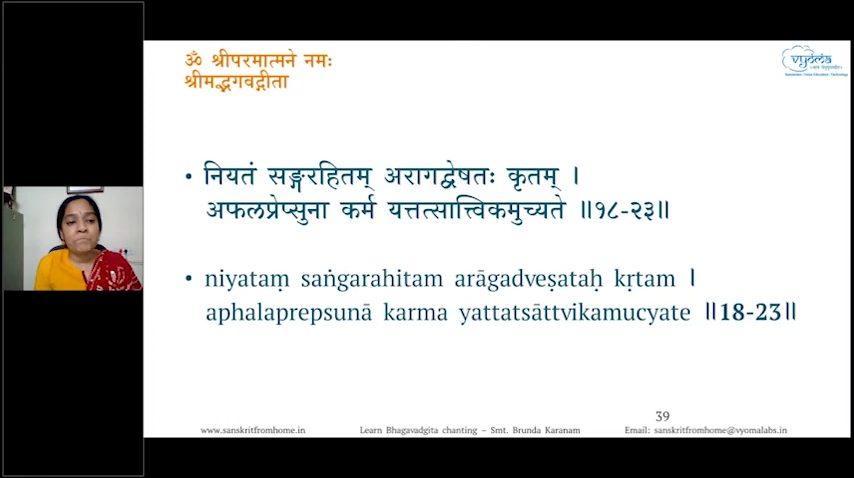 ॐ श्रीपरमात्मने नमः
श्रीमद्भगवद्गीता
vyoma
• नियतं सङ्गरहितम् अरागद्वेषतः कृतम् ।
अफलप्रेप्सुना कर्म यत्तत्सात्त्विकमुच्यते ॥१८-२३॥
• niyataṃ saṅgarahitam arāgadveṣataḥ kṛtam ।
aphalaprepsunā karma yattatsāttvikamucyate ॥18-23॥
39
www.sanskritfromhome.in Learn Bhagavadgita chanting – Smt. Brunda Karanam Email: sanskritfromhome@vyomalabs.in